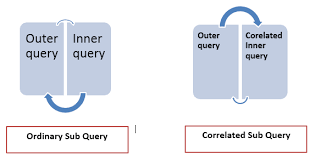 Outer
query
Inner
query
Outer
query
Corelated
Inner
query
Ordinary Sub Query
Correlated Sub Query